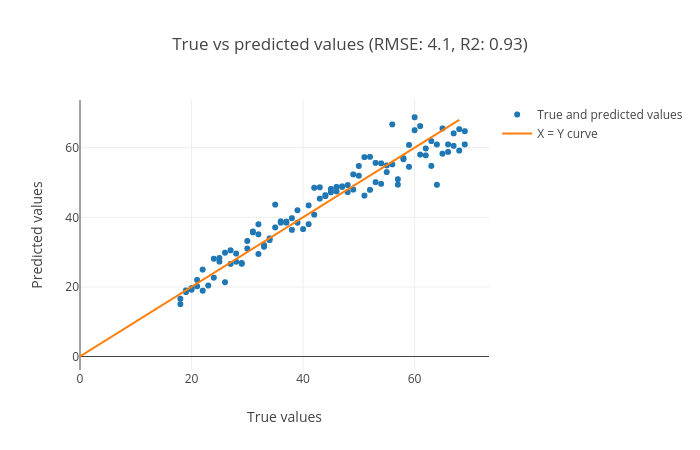 True vs predicted values (RMSE: 4.1, R2: 0.93)
True and predicted values
X = Y curve
Predicted values
60
40
20
0
0 20 40 60
True values